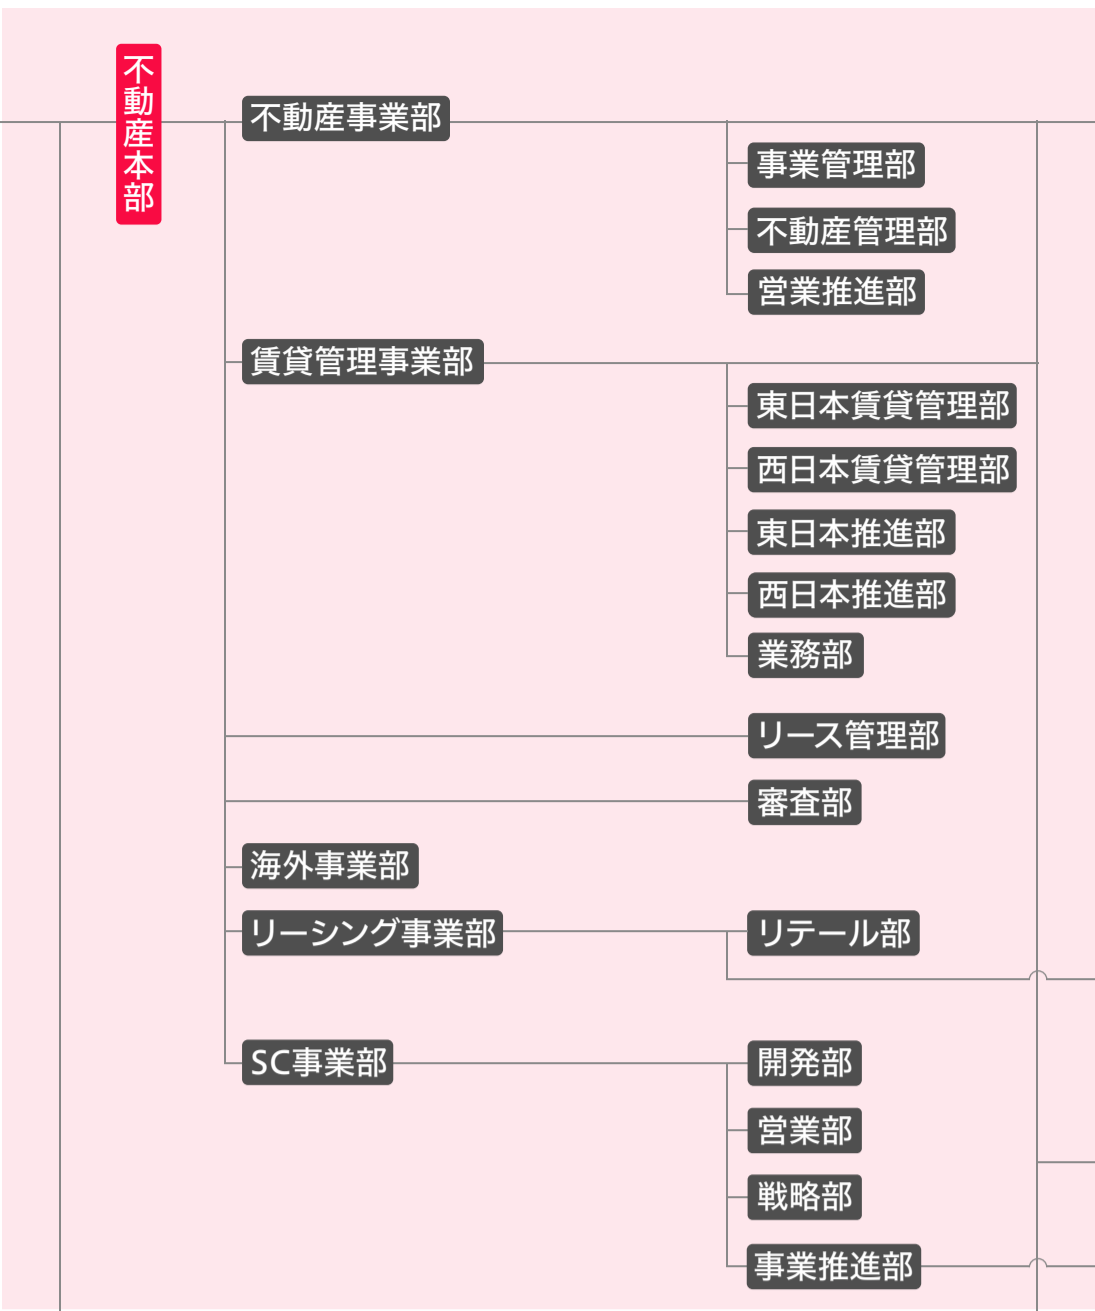 不動産本部
不動産事業部
事業管理部
不動産管理部
営業推進部
賃貸管理事業部
東日本賃貸管理部
西日本賃貸管理部
東日本推進部
西日本推進部
業務部
リース管理部
審査部
海外事業部
リーシング事業部
リテール部
SC事業部
開発部
営業部
戦略部
事業推進部